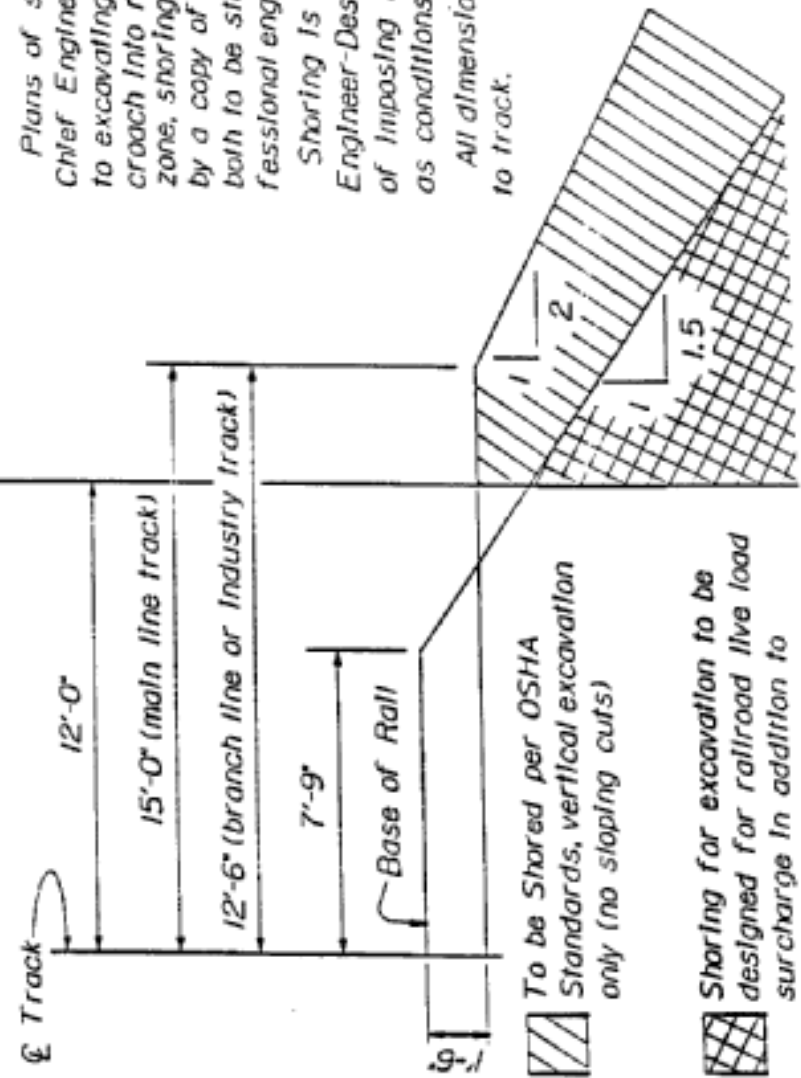 Plans of
Chief Engine
to excavating
croach into
zone, shoring
by a copy of
both to be
fessional eng
Shoring is
Engineer-Des
of imposing
as conditions
All dimensio
to track.
℄ Track
12'-0"
15'-0" (main line track)
12'-6" (branch line or industry track)
7'-9"
Base of Rail
1'-6"
1
2
1
1.5
To be Shored per OSHA
Standards, vertical excavation
only (no sloping cuts)
Shoring for excavation to be
designed for railroad live load
surcharge in addition to